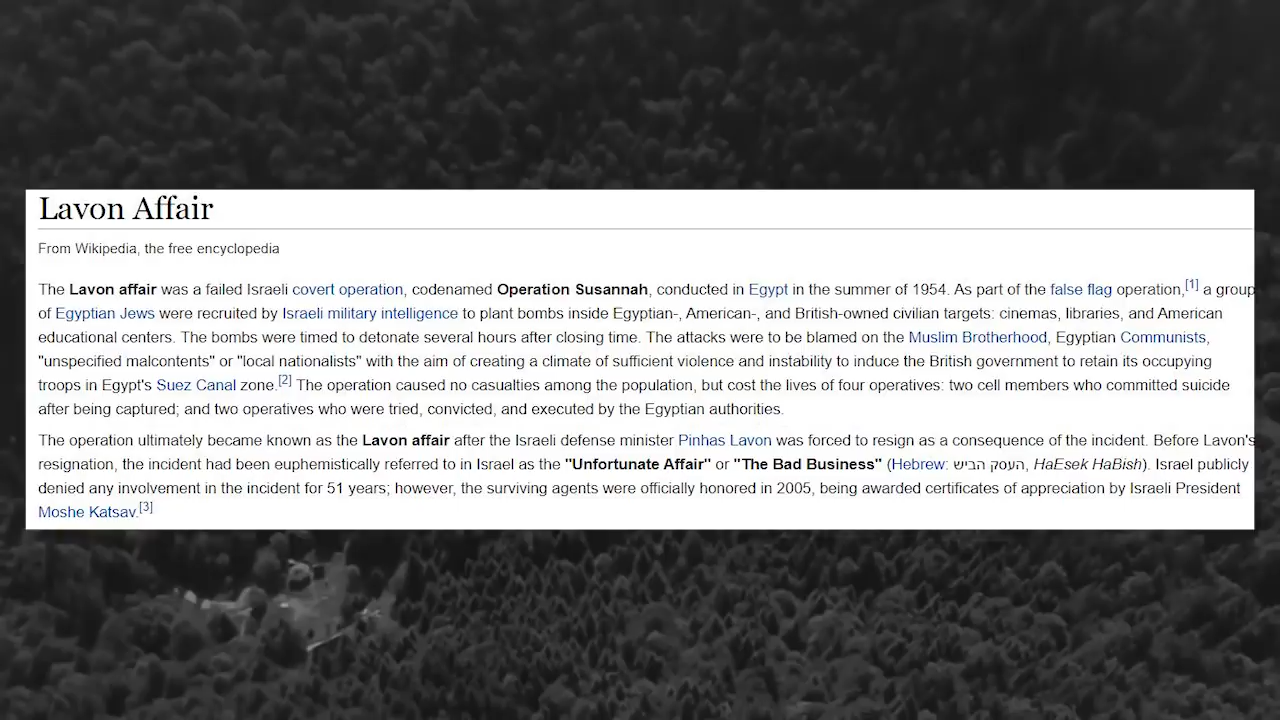 Lavon Affair
From Wikipedia, the free encyclopedia
The Lavon affair was a failed Israeli covert operation, codenamed Operation Susannah, conducted in Egypt in the summer of 1954. As part of the false flag operation,[1] a group
of Egyptian Jews were recruited by Israeli military intelligence to plant bombs inside Egyptian-, American-, and British-owned civilian targets: cinemas, libraries, and American
educational centers. The bombs were timed to detonate several hours after closing time. The attacks were to be blamed on the Muslim Brotherhood, Egyptian Communists,
"unspecified malcontents" or "local nationalists" with the aim of creating a climate of sufficient violence and instability to induce the British government to retain its occupying
troops in Egypt's Suez Canal zone.[2] The operation caused no casualties among the population, but cost the lives of four operatives: two cell members who committed suicide
after being captured; and two operatives who were tried, convicted, and executed by the Egyptian authorities.
The operation ultimately became known as the Lavon affair after the Israeli defense minister Pinhas Lavon was forced to resign as a consequence of the incident. Before Lavon's
resignation, the incident had been euphemistically referred to in Israel as the "Unfortunate Affair" or "The Bad Business" (Hebrew: העסק הביש, HaEsek HaBish). Israel publicly
denied any involvement in the incident for 51 years; however, the surviving agents were officially honored in 2005, being awarded certificates of appreciation by Israeli President
Moshe Katsav.[3]